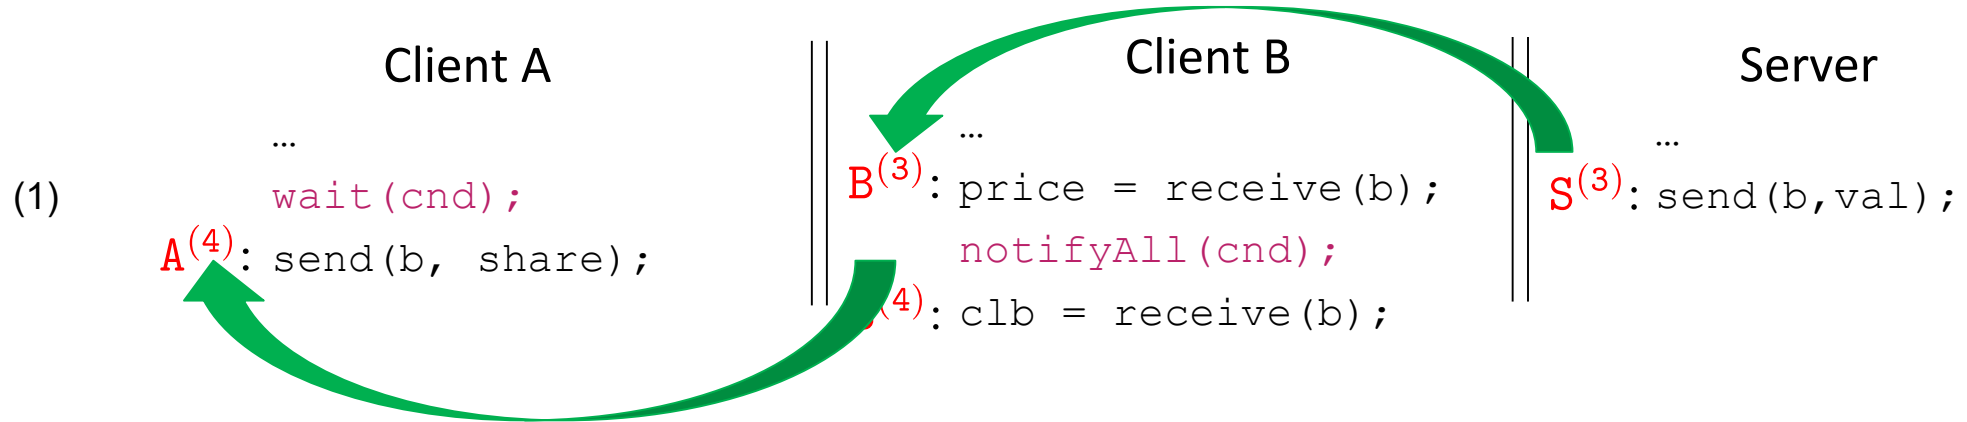 Client A
Client B
Server
…
…
…
(1)
wait(cnd);
B(3): price = receive(b);
S(3): send(b,val);
A(4): send(b, share);
notifyAll(cnd);
(4): clb = receive(b);